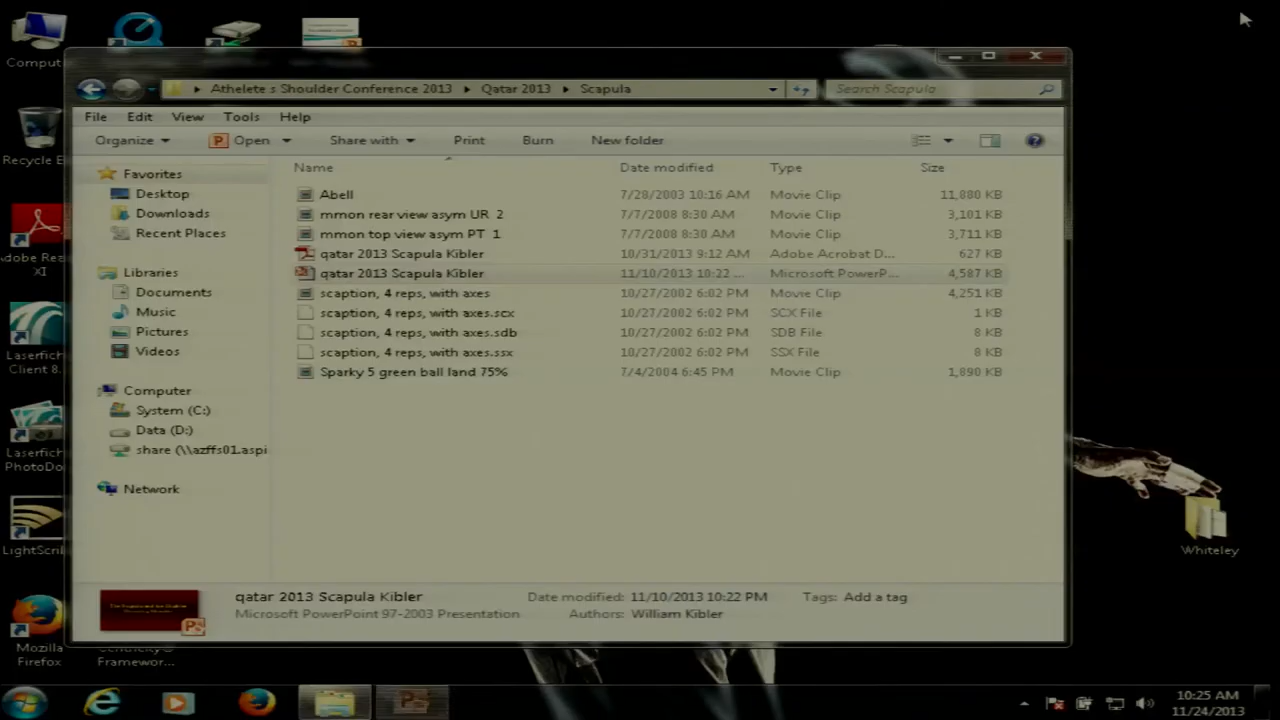 Comput
Athelete s Shoulder Conference 2013 Qatar 2013 Scapula
Search Scapula
File Edit View Tools Help
Organize Open Share with Print Burn New folder
Name Date modified Type Size
Favorites
Desktop
Downloads
Recent Places
Libraries
Documents
Music
Pictures
Videos
Computer
System (C:)
Data (D:)
share (\\azffs01.aspi
Network
Abell 7/28/2003 10:16 AM Movie Clip 11,880 KB
mmon rear view asym UR 2 7/7/2008 8:30 AM Movie Clip 3,101 KB
mmon top view asym PT 1 7/7/2008 8:30 AM Movie Clip 3,711 KB
qatar 2013 Scapula Kibler 10/31/2013 9:12 AM Adobe Acrobat D... 627 KB
qatar 2013 Scapula Kibler 11/10/2013 10:22 ... Microsoft PowerP... 4,587 KB
scaption, 4 reps, with axes 10/27/2002 6:02 PM Movie Clip 4,251 KB
scaption, 4 reps, with axes.scx 10/27/2002 6:02 PM SCX File 1 KB
scaption, 4 reps, with axes.sdb 10/27/2002 6:02 PM SDB File 8 KB
scaption, 4 reps, with axes.ssx 10/27/2002 6:02 PM SSX File 8 KB
Sparky 5 green ball land 75% 7/4/2004 6:45 PM Movie Clip 1,890 KB
qatar 2013 Scapula Kibler Date modified: 11/10/2013 10:22 PM Tags: Add a tag
Microsoft PowerPoint 97-2003 Presentation Authors: William Kibler
Recycle B
Adobe Rea
XI
Laserfich
Client 8.
Laserfich
PhotoDo
LightScri
Mozilla
Firefox
Framewor...
Whiteley
10:25 AM
11/24/2013